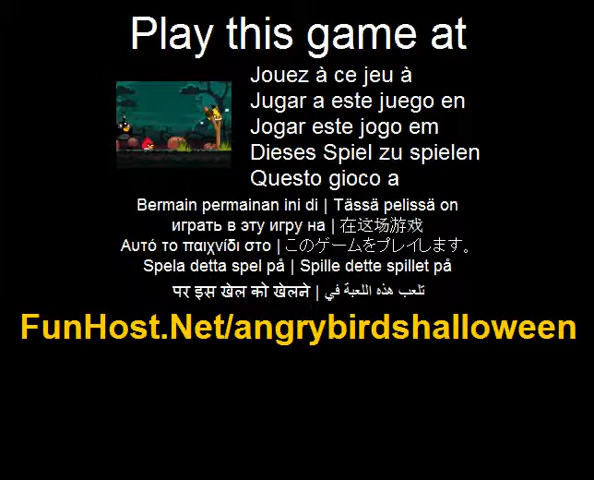 Play this game at
Jouez à ce jeu à
Jugar a este juego en
Jogar este jogo em
Dieses Spiel zu spielen
Questo gioco a
Bermain permainan ini di | Tässä pelissä on
играть в эту игру на | 在这场游戏
Αυτό το παιχνίδι στο | このゲームをプレイします。
Spela detta spel på | Spille dette spillet på
पर इस खेल को खेलने | تلعب هذه اللعبة في
FunHost.Net/angrybirdshalloween